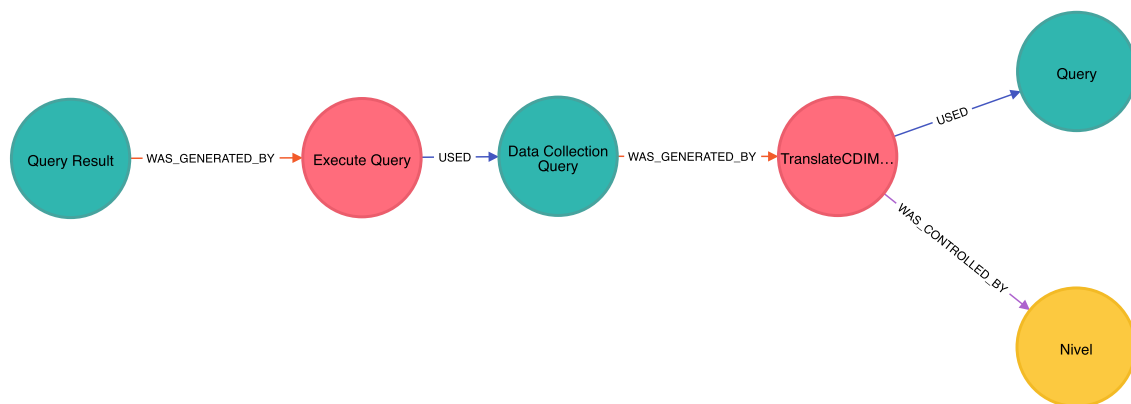 Query Result
WAS_GENERATED_BY
Execute Query
USED
Data Collection
Query
WAS_GENERATED_BY
TranslateCDIM...
USED
Query
WAS_CONTROLLED_BY
Nivel